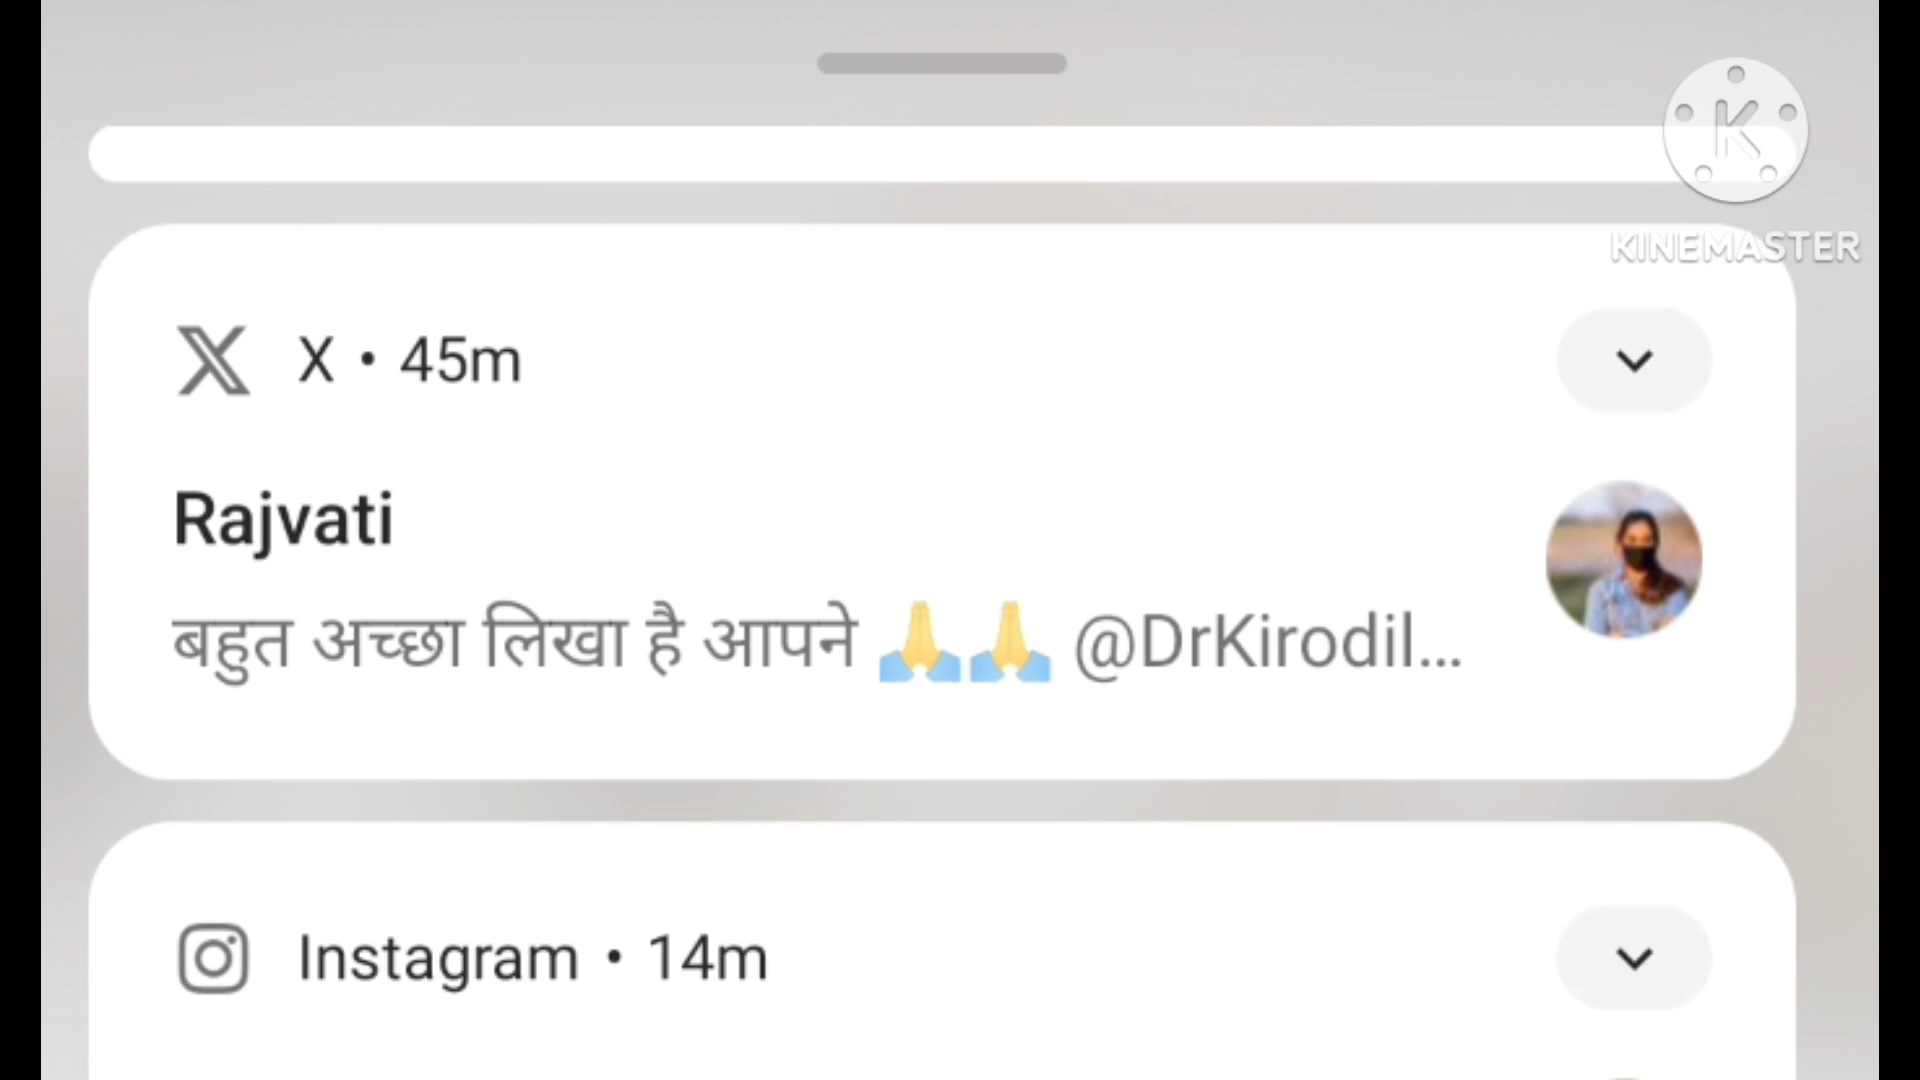 K
KINEMASTER
X • 45m
Rajvati
बहुत अच्छा लिखा है आपने 🙏🙏 @DrKirodil...
Instagram • 14m